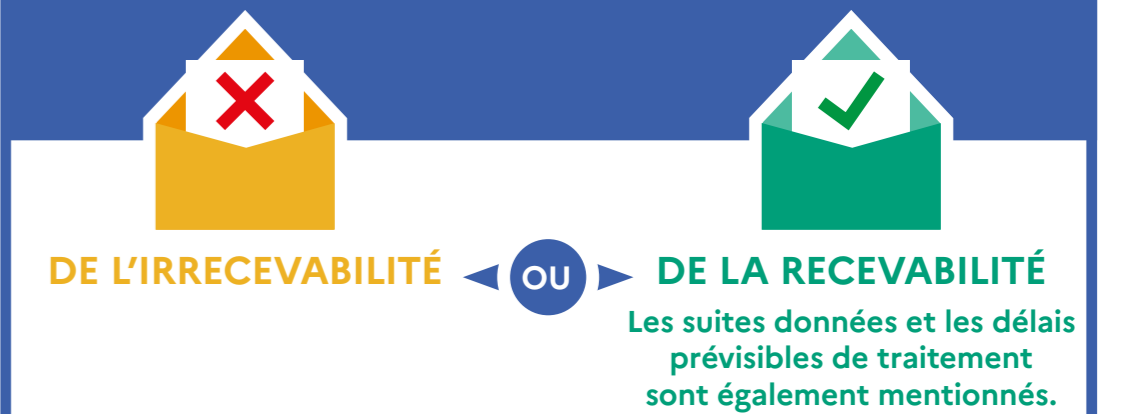 DE L’IRRECEVABILITÉ
OU
DE LA RECEVABILITÉ
Les suites données et les délais
prévisibles de traitement
sont également mentionnés.